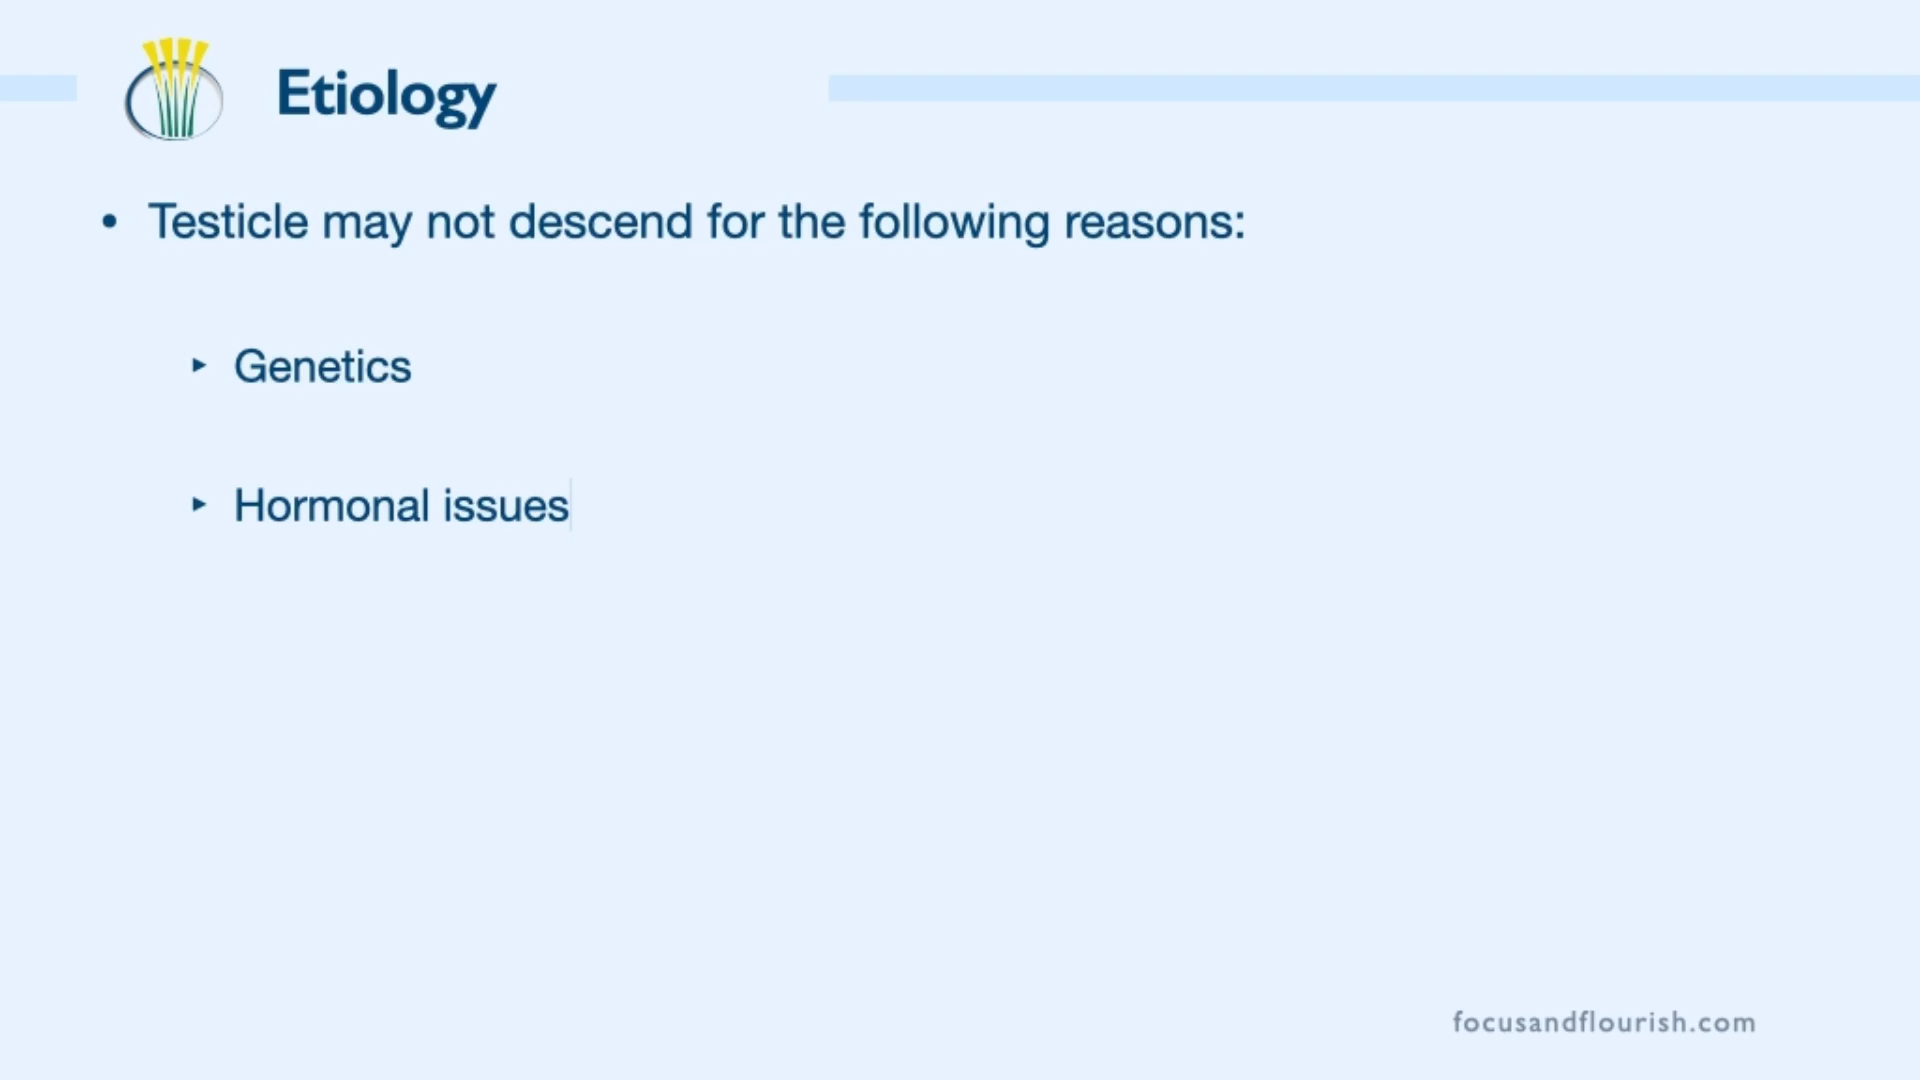 Etiology
• Testicle may not descend for the following reasons:
‣ Genetics
‣ Hormonal issues
focusandflourish.com